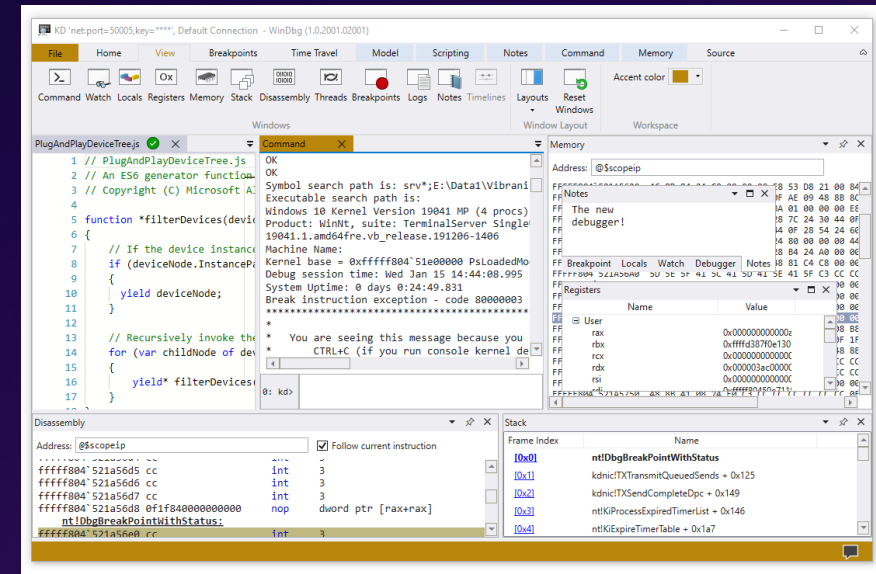 KD 'net:port=50005;key=****', Default Connection - WinDbg (1.0.2001.02001)
File Home View Breakpoints Time Travel Model Scripting Notes Command Memory Source
Command Watch Locals Registers Memory Stack Disassembly Threads Breakpoints Logs Notes Timelines Layouts Reset Windows
Accent color
Windows Window Layout Workspace
PlugAndPlayDeviceTree.js
1 // PlugAndPlayDeviceTree.js
2 // An ES6 generator function
3 // Copyright (C) Microsoft
4
5 function *filterDevices(devic
6 {
7 // If the device instance
8 if (deviceNode.InstancePa
9 {
10 yield deviceNode;
11 }
12
13 // Recursively invoke the
14 for (var childNode of dev
15 {
16 yield* filterDevices(
17 }
Command
OK
OK
Symbol search path is: srv*;E:\Data1\Vibrani
Executable search path is:
Windows 10 Kernel Version 19041 MP (4 procs)
Product: WinNt, suite: TerminalServer Single
19041.1.amd64fre.vb_release.191206-1406
Machine Name:
Kernel base = 0xfffff804`51e00000 PsLoadedMo
Debug session time: Wed Jan 15 14:44:08.995
System Uptime: 0 days 0:24:49.831
Break instruction exception - code 80000003
********************************************
*
* You are seeing this message because you
* CTRL+C (if you run console kernel de
0: kd>
Memory
Address: @$scopeip
Notes
The new
debugger!
Breakpoint Locals Watch Debugger Notes
Registers
Name Value
User
rax 0x000000000000
rbx 0xffffd387f0e130
rcx 0x000000000000
rdx 0x000003ac00000
rsi 0x000000000000
Disassembly
Address: @$scopeip Follow current instruction
fffff804`521a56d5 cc int 3
fffff804`521a56d6 cc int 3
fffff804`521a56d7 cc int 3
fffff804`521a56d8 0f1f840000000000 nop dword ptr [rax+rax]
nt!DbgBreakPointWithStatus:
fffff804`521a56e0 cc int 3
Stack
Frame Index Name
[0x0] nt!DbgBreakPointWithStatus
[0x1] kdnic!TXTransmitQueuedSends + 0x125
[0x2] kdnic!TXSendCompleteDpc + 0x149
[0x3] nt!KiProcessExpiredTimerList + 0x146
[0x4] nt!KiExpireTimerTable + 0x1a7